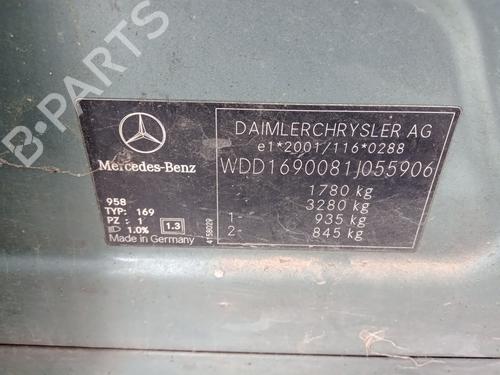 B-PARTS
Mercedes-Benz
958
TYP: 169
PZ : 1
1.0%
1.3
Made in Germany
4158029
DAIMLERCHRYSLER AG
e1*2001/116*0288
WDD1690081J055906
1780 kg
3280 kg
1- 935 kg
2- 845 kg